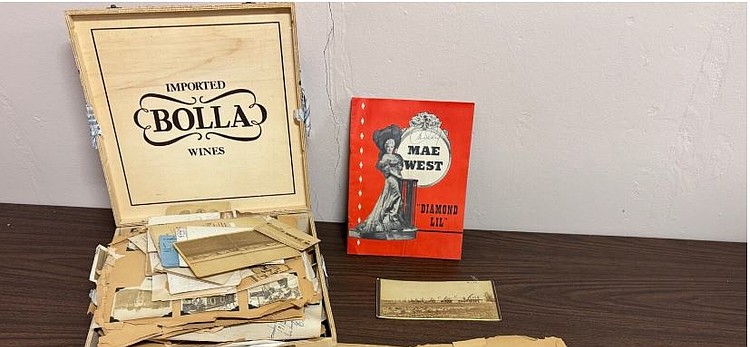 IMPORTED
BOLLA
WINES
MAE
WEST
"DIAMOND
LIL"